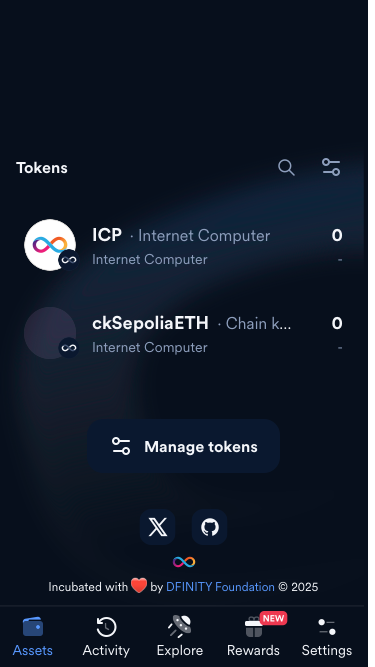 Tokens
ICP · Internet Computer 0
Internet Computer -
ckSepoliaETH · Chain k... 0
Internet Computer -
Manage tokens
Incubated with ❤️ by DFINITY Foundation © 2025
NEW
Assets Activity Explore Rewards Settings